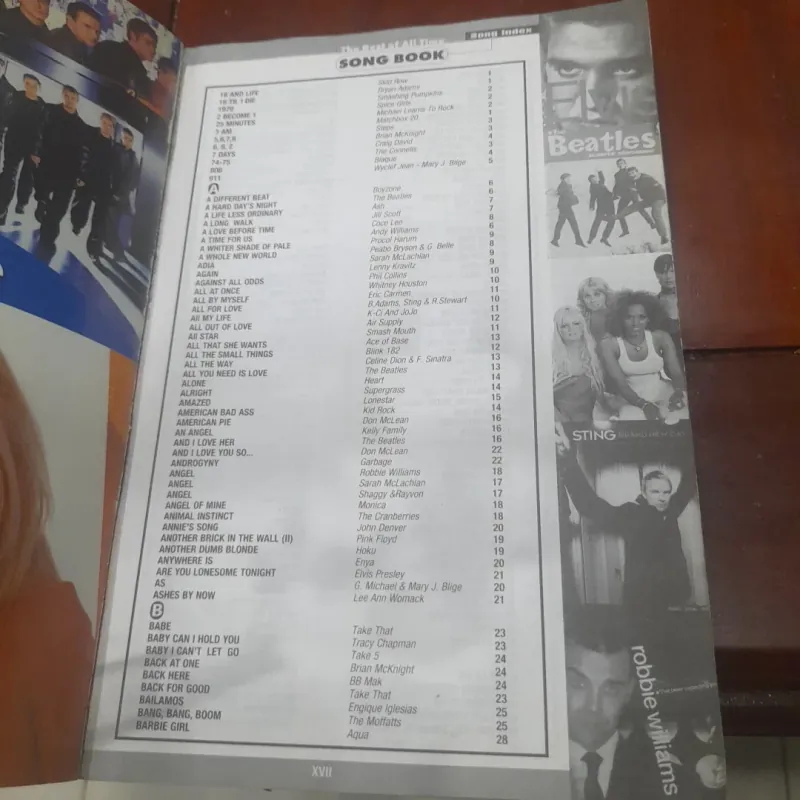 The Best of All Time
Song Index
SONG BOOK
18 AND LIFE Skid Row 1
18 TIL I DIE Bryan Adams 1
1979 Smashing Pumpkins 2
2 BECOME 1 Spice Girls 2
25 MINUTES Michael Learns To Rock 2
3 AM Matchbox 20
5,6,7,8 Steps
6, 8, 2 Brian McKnight
7 DAYS Craig David
74-75 The Connells
808 Blaque 4
911 Wyclef Jean - Mary J. Blige 5
A
A DIFFERENT BEAT Boyzone 6
A HARD DAY'S NIGHT The Beatles 6
A LIFE LESS ORDINARY Ash 7
A LONG WALK Jill Scott 7
A LOVE BEFORE TIME Coco Lee 8
A TIME FOR US Andy Williams 6
A WHITER SHADE OF PALE Procol Harum 9
A WHOLE NEW WORLD Peabo Bryson & G. Belle 8
ADIA Sarah McLachlan 9
AGAIN Lenny Kravitz 9
AGAINST ALL ODDS Phil Collins 10
ALL AT ONCE Whitney Houston 10
ALL BY MYSELF Eric Carmen 11
ALL FOR LOVE B.Adams, Sting & R.Stewart 10
All MY LIFE K-Ci And JoJo 11
ALL OUT OF LOVE Air Supply 12
All STAR Smash Mouth 11
ALL THAT SHE WANTS Ace of Base 13
ALL THE SMALL THINGS Blink 182 12
ALL THE WAY Celine Dion & F. Sinatra 13
ALL YOU NEED IS LOVE The Beatles 13
ALONE Heart 14
ALRIGHT Supergrass 14
AMAZED Lonestar 15
AMERICAN BAD ASS Kid Rock 14
AMERICAN PIE Don McLean 16
AN ANGEL Kelly Family 16
AND I LOVE HER The Beatles 16
AND I LOVE YOU SO... Don McLean 22
ANDROGYNY Garbage 22
ANGEL Robbie Williams 18
ANGEL Sarah McLachlan 17
ANGEL Shaggy &Rayvon 17
ANGEL OF MINE Monica 18
ANIMAL INSTINCT The Cranberries 18
ANNIE'S SONG John Denver 20
ANOTHER BRICK IN THE WALL (II) Pink Floyd 19
ANOTHER DUMB BLONDE Hoku 19
ANYWHERE IS Enya 20
ARE YOU LONESOME TONIGHT Elvis Presley 21
AS G. Michael & Mary J. Blige 20
ASHES BY NOW Lee Ann Womack 21
B
BABE Take That 23
BABY CAN I HOLD YOU Tracy Chapman 23
BABY I CAN'T LET GO Take 5 24
BACK AT ONE Brian McKnight 24
BACK HERE BB Mak 24
BACK FOR GOOD Take That 23
BAILAMOS Engique Iglesias 25
BANG, BANG, BOOM The Moffatts 25
BARBIE GIRL Aqua 28
XVII
the Beatles
STING
robbie williams